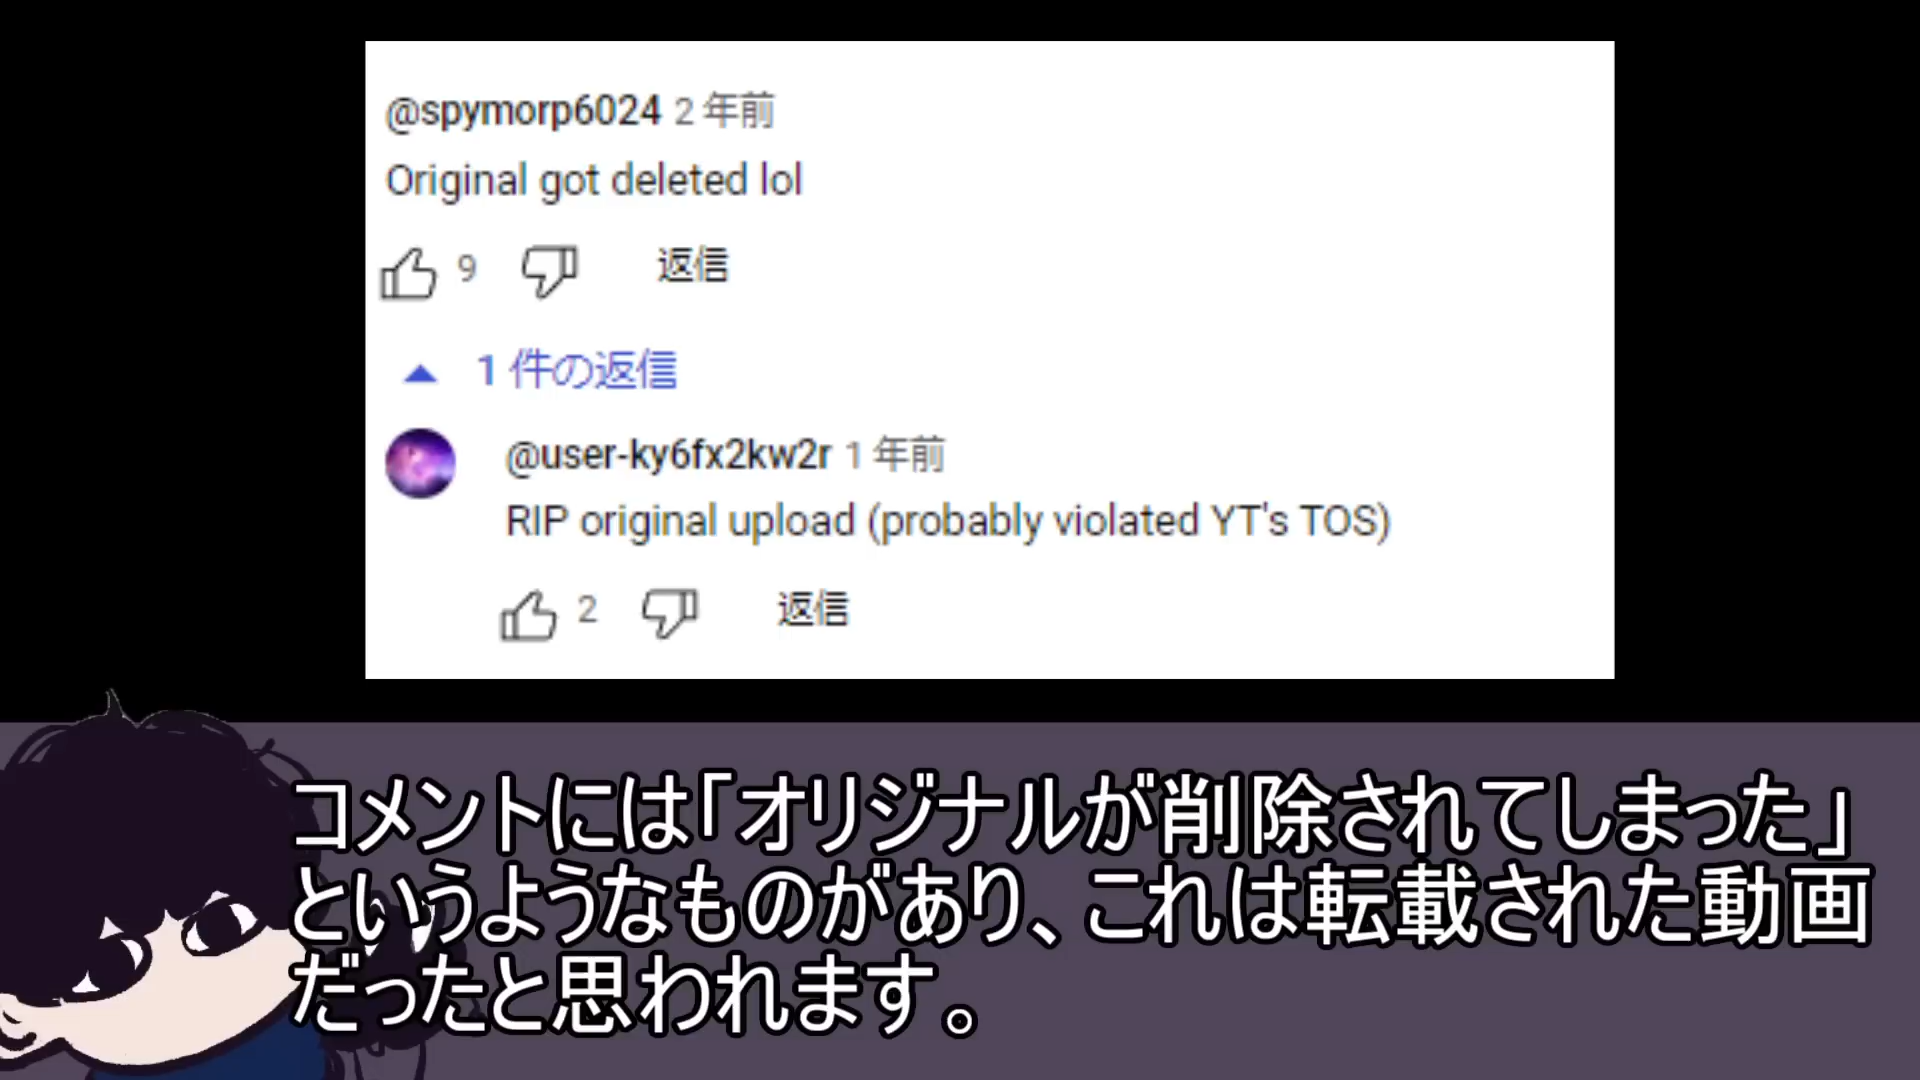 @spymorp6024 2 年前
Original got deleted lol
9 返信
1 件の返信
@user-ky6fx2kw2r 1 年前
RIP original upload (probably violated YT's TOS)
2 返信
コメントには「オリジナルが削除されてしまった」
というようなものがあり、これは転載された動画
だったと思われます。